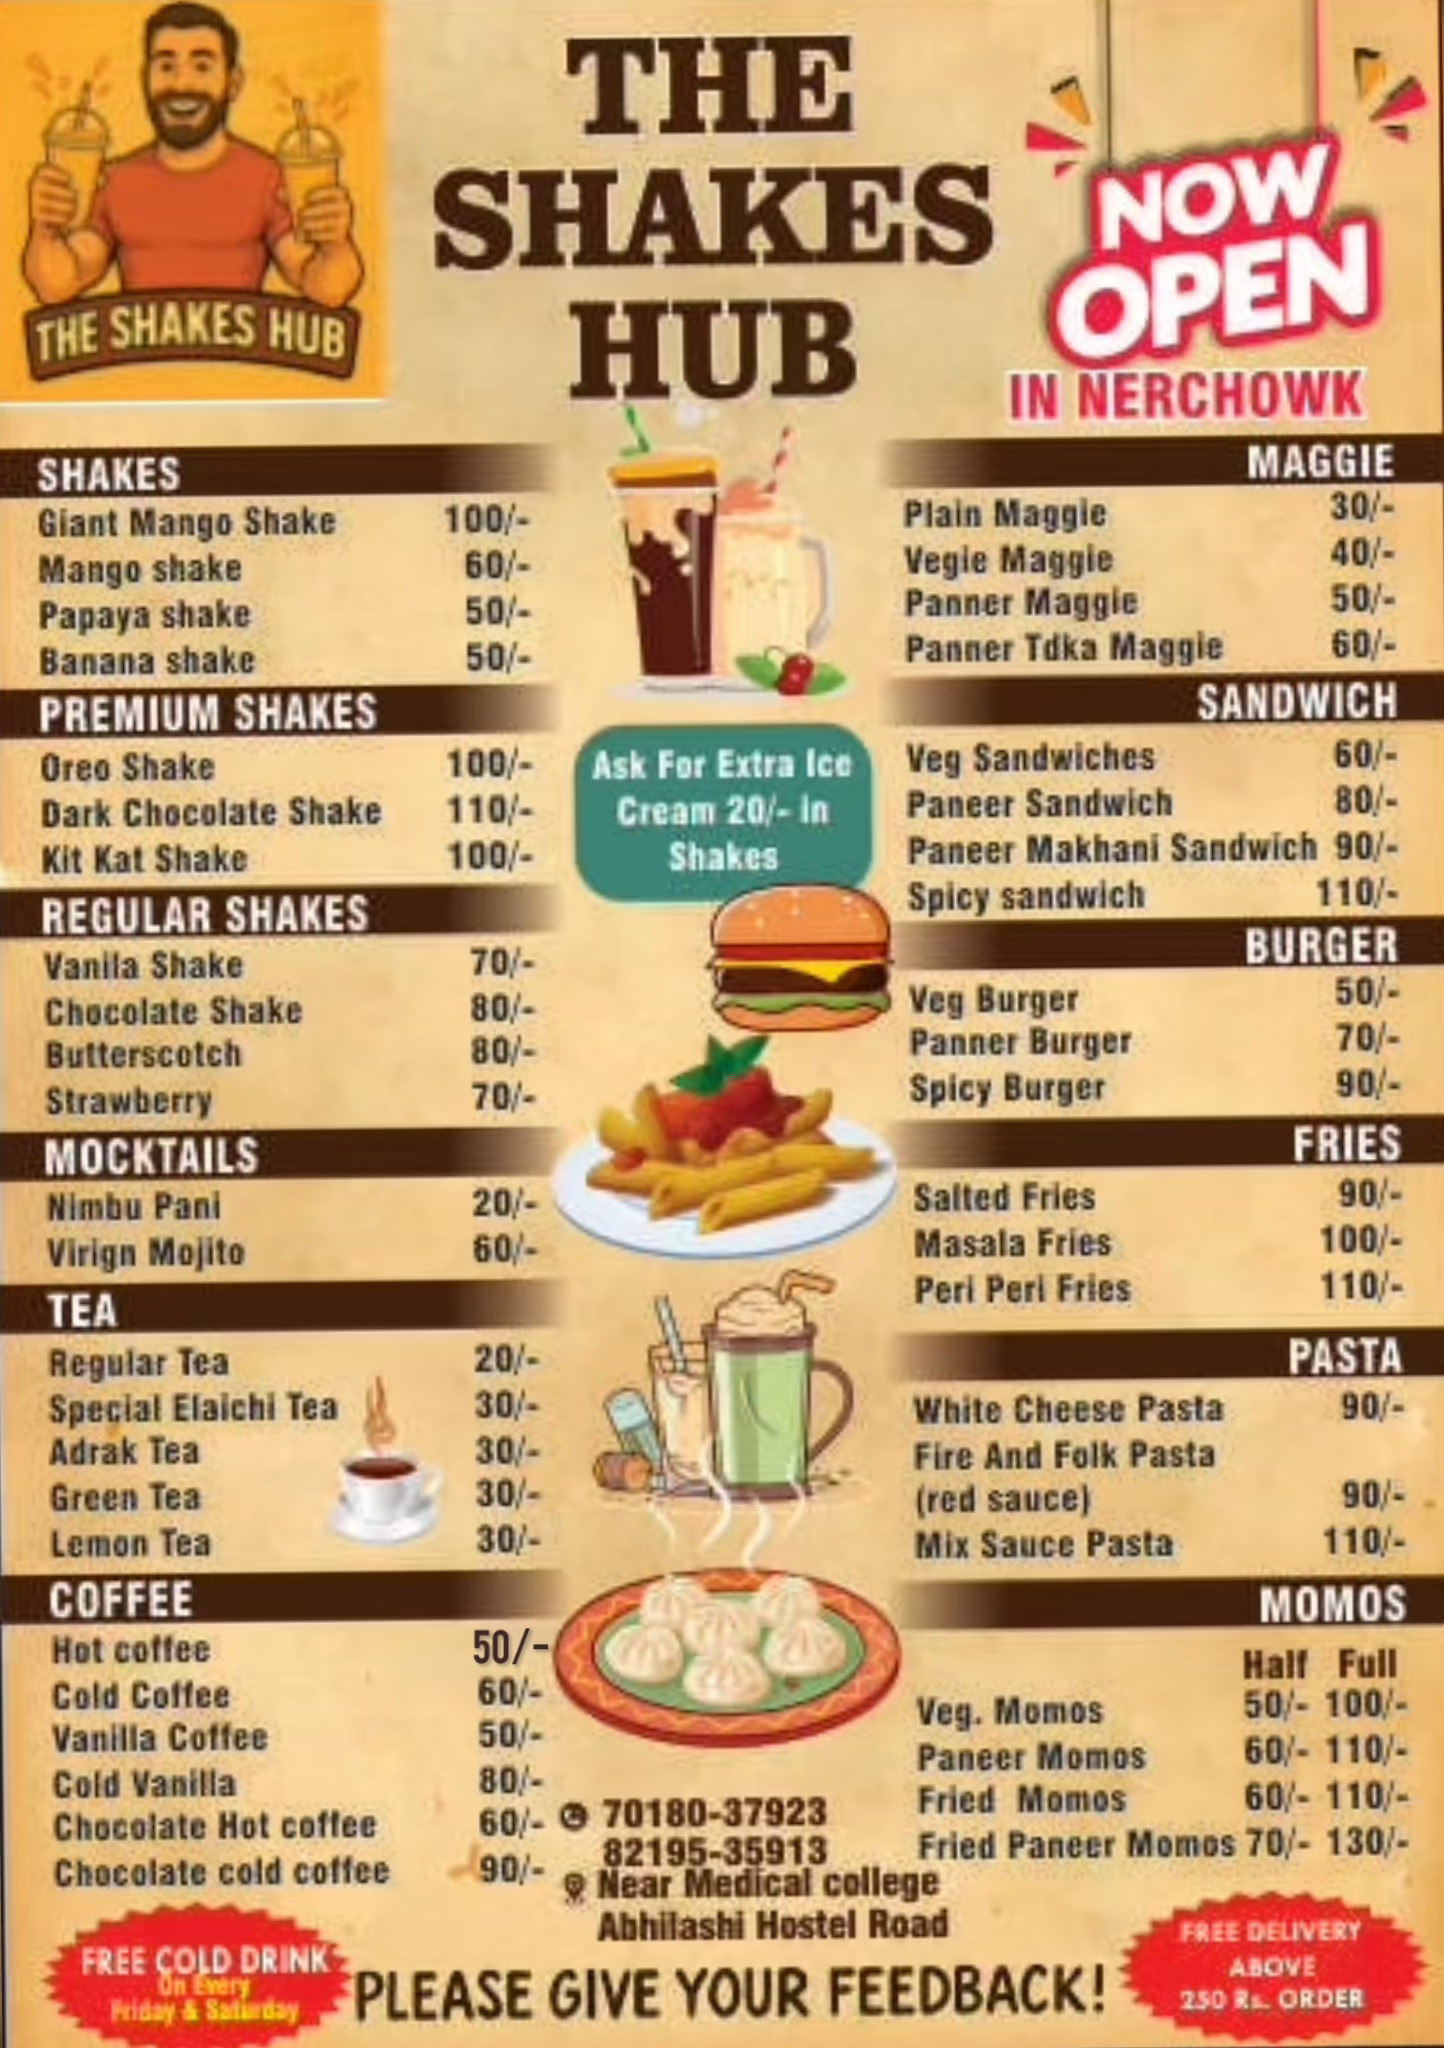 THE SHAKES HUB
THE
SHAKES
HUB
NOW
OPEN
IN NERCHOWK
SHAKES
Giant Mango Shake 100/-
Mango shake 60/-
Papaya shake 50/-
Banana shake 50/-
PREMIUM SHAKES
Oreo Shake 100/-
Dark Chocolate Shake 110/-
Kit Kat Shake 100/-
REGULAR SHAKES
Vanila Shake 70/-
Chocolate Shake 80/-
Butterscotch 80/-
Strawberry 70/-
MOCKTAILS
Nimbu Pani 20/-
Virign Mojito 60/-
TEA
Regular Tea 20/-
Special Elaichi Tea 30/-
Adrak Tea 30/-
Green Tea 30/-
Lemon Tea 30/-
COFFEE
Hot coffee 50/-
Cold Coffee 60/-
Vanilla Coffee 50/-
Cold Vanilla 80/-
Chocolate Hot coffee 60/-
Chocolate cold coffee 90/-
Ask For Extra Ice
Cream 20/- in
Shakes
MAGGIE
Plain Maggie 30/-
Vegie Maggie 40/-
Panner Maggie 50/-
Panner Tdka Maggie 60/-
SANDWICH
Veg Sandwiches 60/-
Paneer Sandwich 80/-
Paneer Makhani Sandwich 90/-
Spicy sandwich 110/-
BURGER
Veg Burger 50/-
Panner Burger 70/-
Spicy Burger 90/-
FRIES
Salted Fries 90/-
Masala Fries 100/-
Peri Peri Fries 110/-
PASTA
White Cheese Pasta 90/-
Fire And Folk Pasta
(red sauce) 90/-
Mix Sauce Pasta 110/-
MOMOS
Half Full
Veg. Momos 50/- 100/-
Paneer Momos 60/- 110/-
Fried Momos 60/- 110/-
Fried Paneer Momos 70/- 130/-
70180-37923
82195-35913
Near Medical college
Abhilashi Hostel Road
FREE COLD DRINK
On Every
Friday & Saturday
PLEASE GIVE YOUR FEEDBACK!
FREE DELIVERY
ABOVE
250 Rs. ORDER